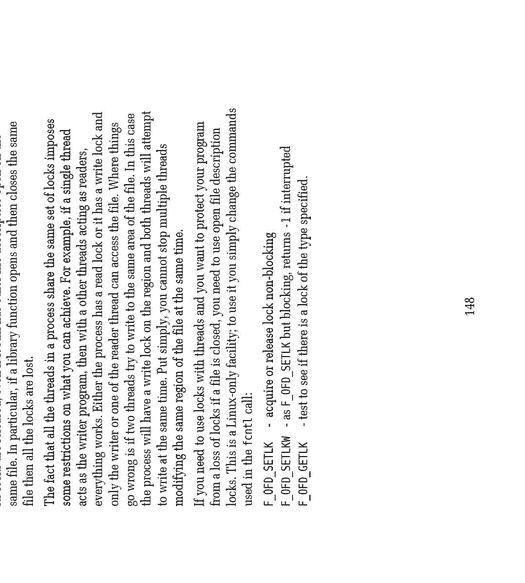 same file. In particular, if a library function opens and then closes the same
file then all the locks are lost.
The fact that all the threads in a process share the same set of locks imposes
some restrictions on what you can achieve. For example, if a single thread
acts as the writer program, then with other threads acting as readers,
everything works. Either the process has a read lock or it has a write lock and
only the writer or one of the reader thread can access the file. Where things
go wrong is if two threads try to write to the same area of the file. In this case
the process will have a write lock on the region and both threads will attempt
to write at the same time. Put simply, you cannot stop multiple threads
modifying the same region of the file at the same time.
If you need to use locks with threads and you want to protect your program
from a loss of locks if a file is closed, you need to use open file description
locks. This is a Linux-only facility; to use it you simply change the commands
used in the fcntl call:
F_OFD_SETLK - acquire or release lock non-blocking
F_OFD_SETLKW - as F_OFD_SETLK but blocking, returns -1 if interrupted
F_OFD_GETLK - test to see if there is a lock of the type specified.
148